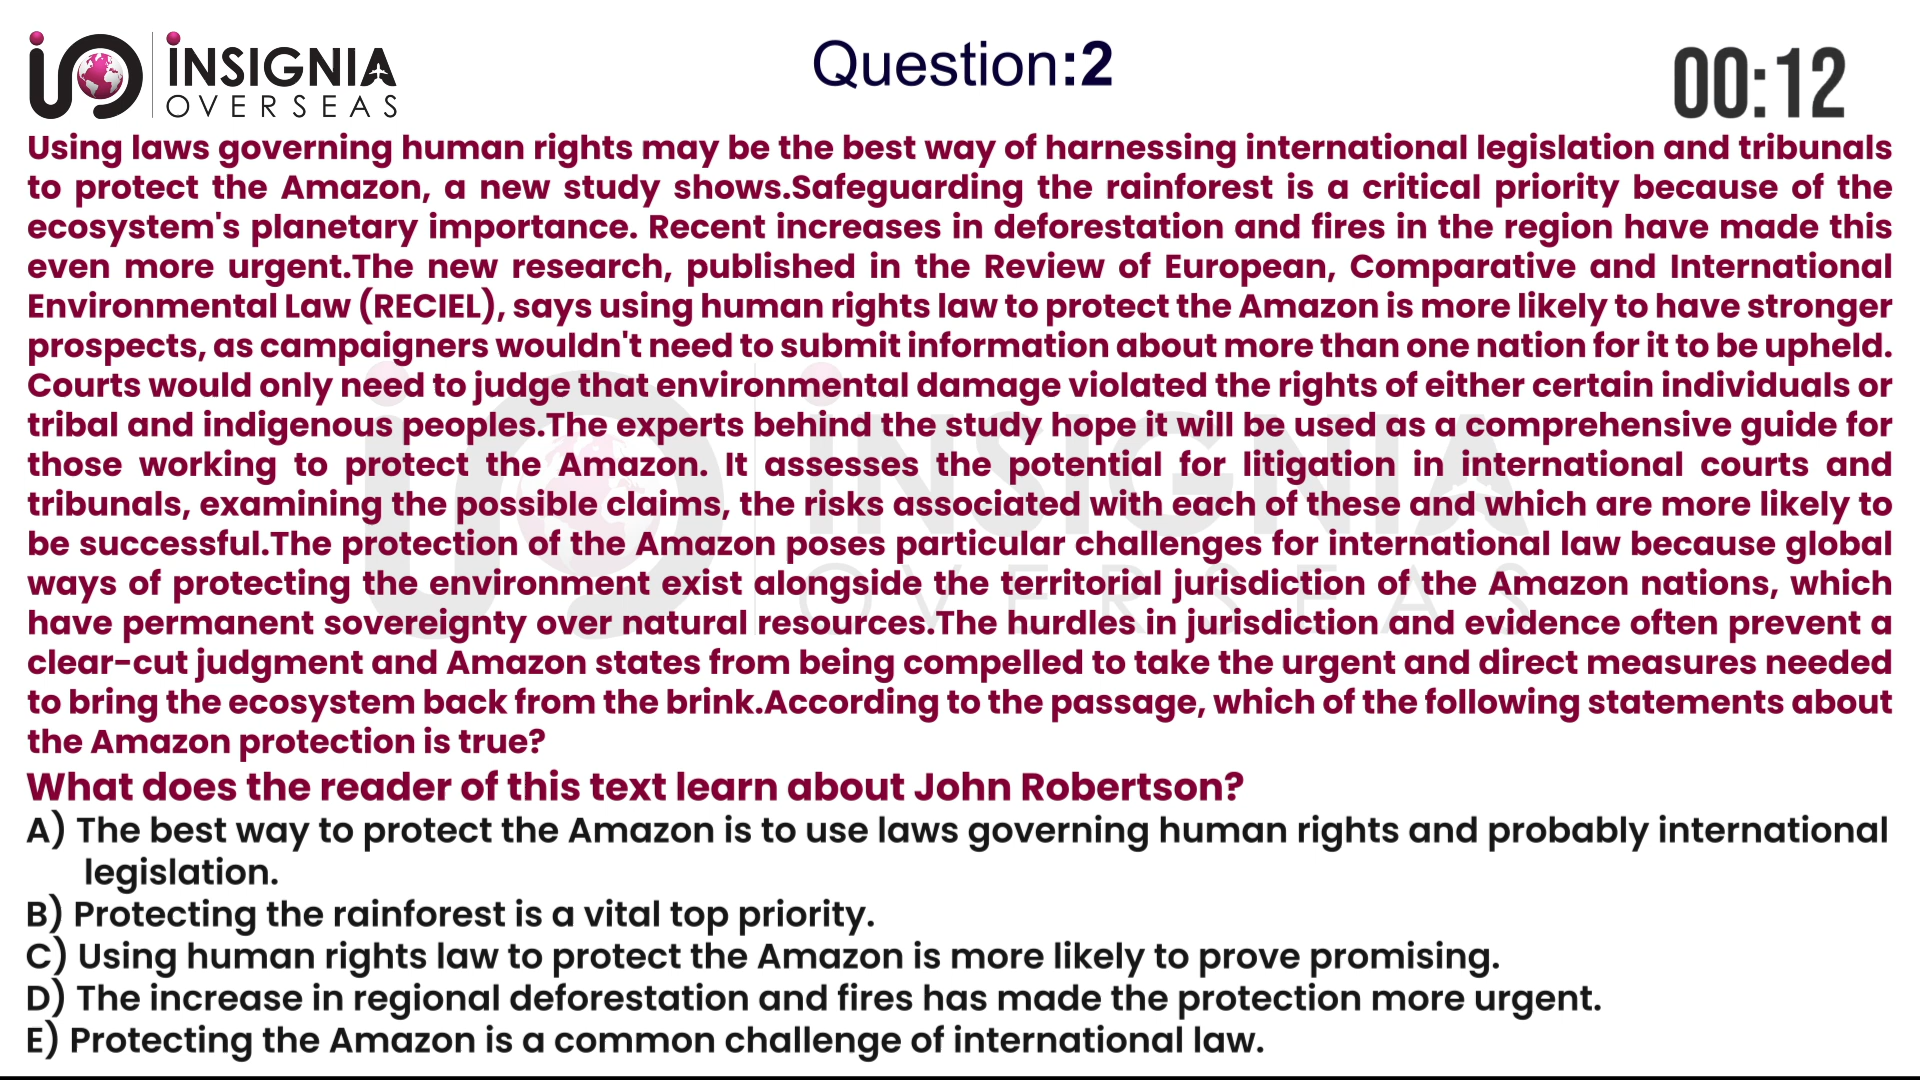 INSIGNIA
OVERSEAS
Question:2
00:12
Using laws governing human rights may be the best way of harnessing international legislation and tribunals
to protect the Amazon, a new study shows.Safeguarding the rainforest is a critical priority because of the
ecosystem's planetary importance. Recent increases in deforestation and fires in the region have made this
even more urgent.The new research, published in the Review of European, Comparative and International
Environmental Law (RECIEL), says using human rights law to protect the Amazon is more likely to have stronger
prospects, as campaigners wouldn't need to submit information about more than one nation for it to be upheld.
Courts would only need to judge that environmental damage violated the rights of either certain individuals or
tribal and indigenous peoples.The experts behind the study hope it will be used as a comprehensive guide for
those working to protect the Amazon. It assesses the potential for litigation in international courts and
tribunals, examining the possible claims, the risks associated with each of these and which are more likely to
be successful.The protection of the Amazon poses particular challenges for international law because global
ways of protecting the environment exist alongside the territorial jurisdiction of the Amazon nations, which
have permanent sovereignty over natural resources.The hurdles in jurisdiction and evidence often prevent a
clear-cut judgment and Amazon states from being compelled to take the urgent and direct measures needed
to bring the ecosystem back from the brink.According to the passage, which of the following statements about
the Amazon protection is true?
What does the reader of this text learn about John Robertson?
A) The best way to protect the Amazon is to use laws governing human rights and probably international
legislation.
B) Protecting the rainforest is a vital top priority.
C) Using human rights law to protect the Amazon is more likely to prove promising.
D) The increase in regional deforestation and fires has made the protection more urgent.
E) Protecting the Amazon is a common challenge of international law.